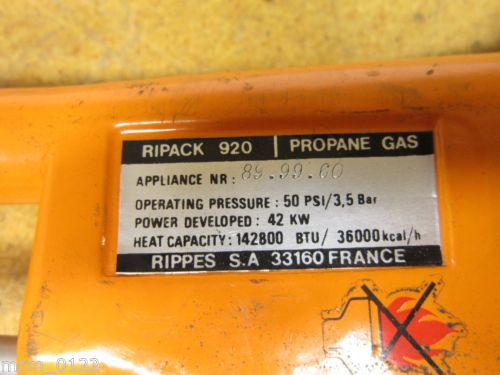 RIPACK 920 | PROPANE GAS
APPLIANCE NR: 89.99.60
OPERATING PRESSURE: 50 PSI/3,5 Bar
POWER DEVELOPED: 42 KW
HEAT CAPACITY: 142800 BTU/ 36000 kcal/h
RIPPES S.A 33160 FRANCE